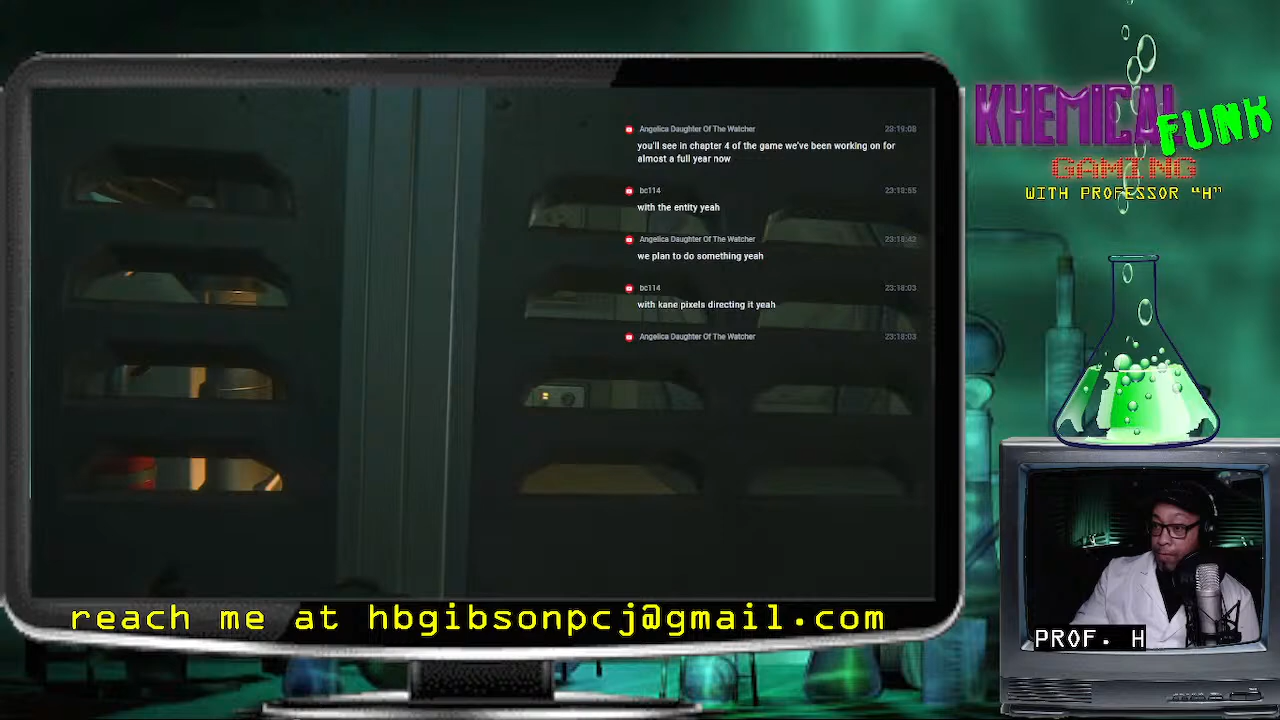 Angelica Daughter Of The Watcher 23:19:08
you'll see in chapter 4 of the game we've been working on for
almost a full year now
bc114 23:18:55
with the entity yeah
Angelica Daughter Of The Watcher 23:18:42
we plan to do something yeah
bc114 23:18:03
with kane pixels directing it yeah
Angelica Daughter Of The Watcher 23:18:03
KHEMICAL
FUNK
GAMING
WITH PROFESSOR "H"
reach me at hbgibsonpcj@gmail.com
PROF. H